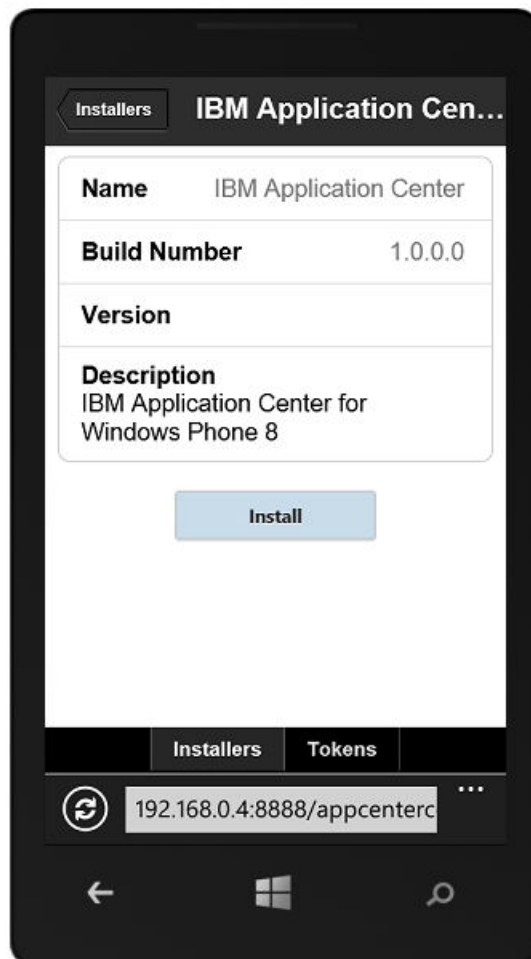 Installers
IBM Application Cen...
Name IBM Application Center
Build Number 1.0.0.0
Version
Description
IBM Application Center for
Windows Phone 8
Install
Installers Tokens
192.168.0.4:8888/appcenterc
...